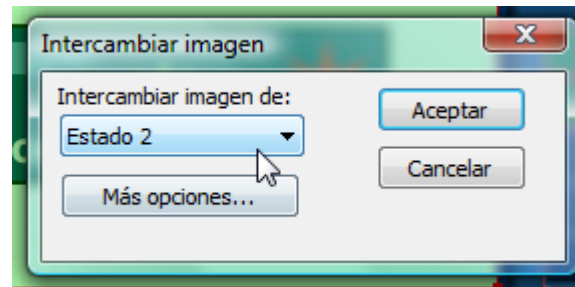 Intercambiar imagen
Intercambiar imagen de:
Estado 2
Aceptar
Cancelar
Más opciones...